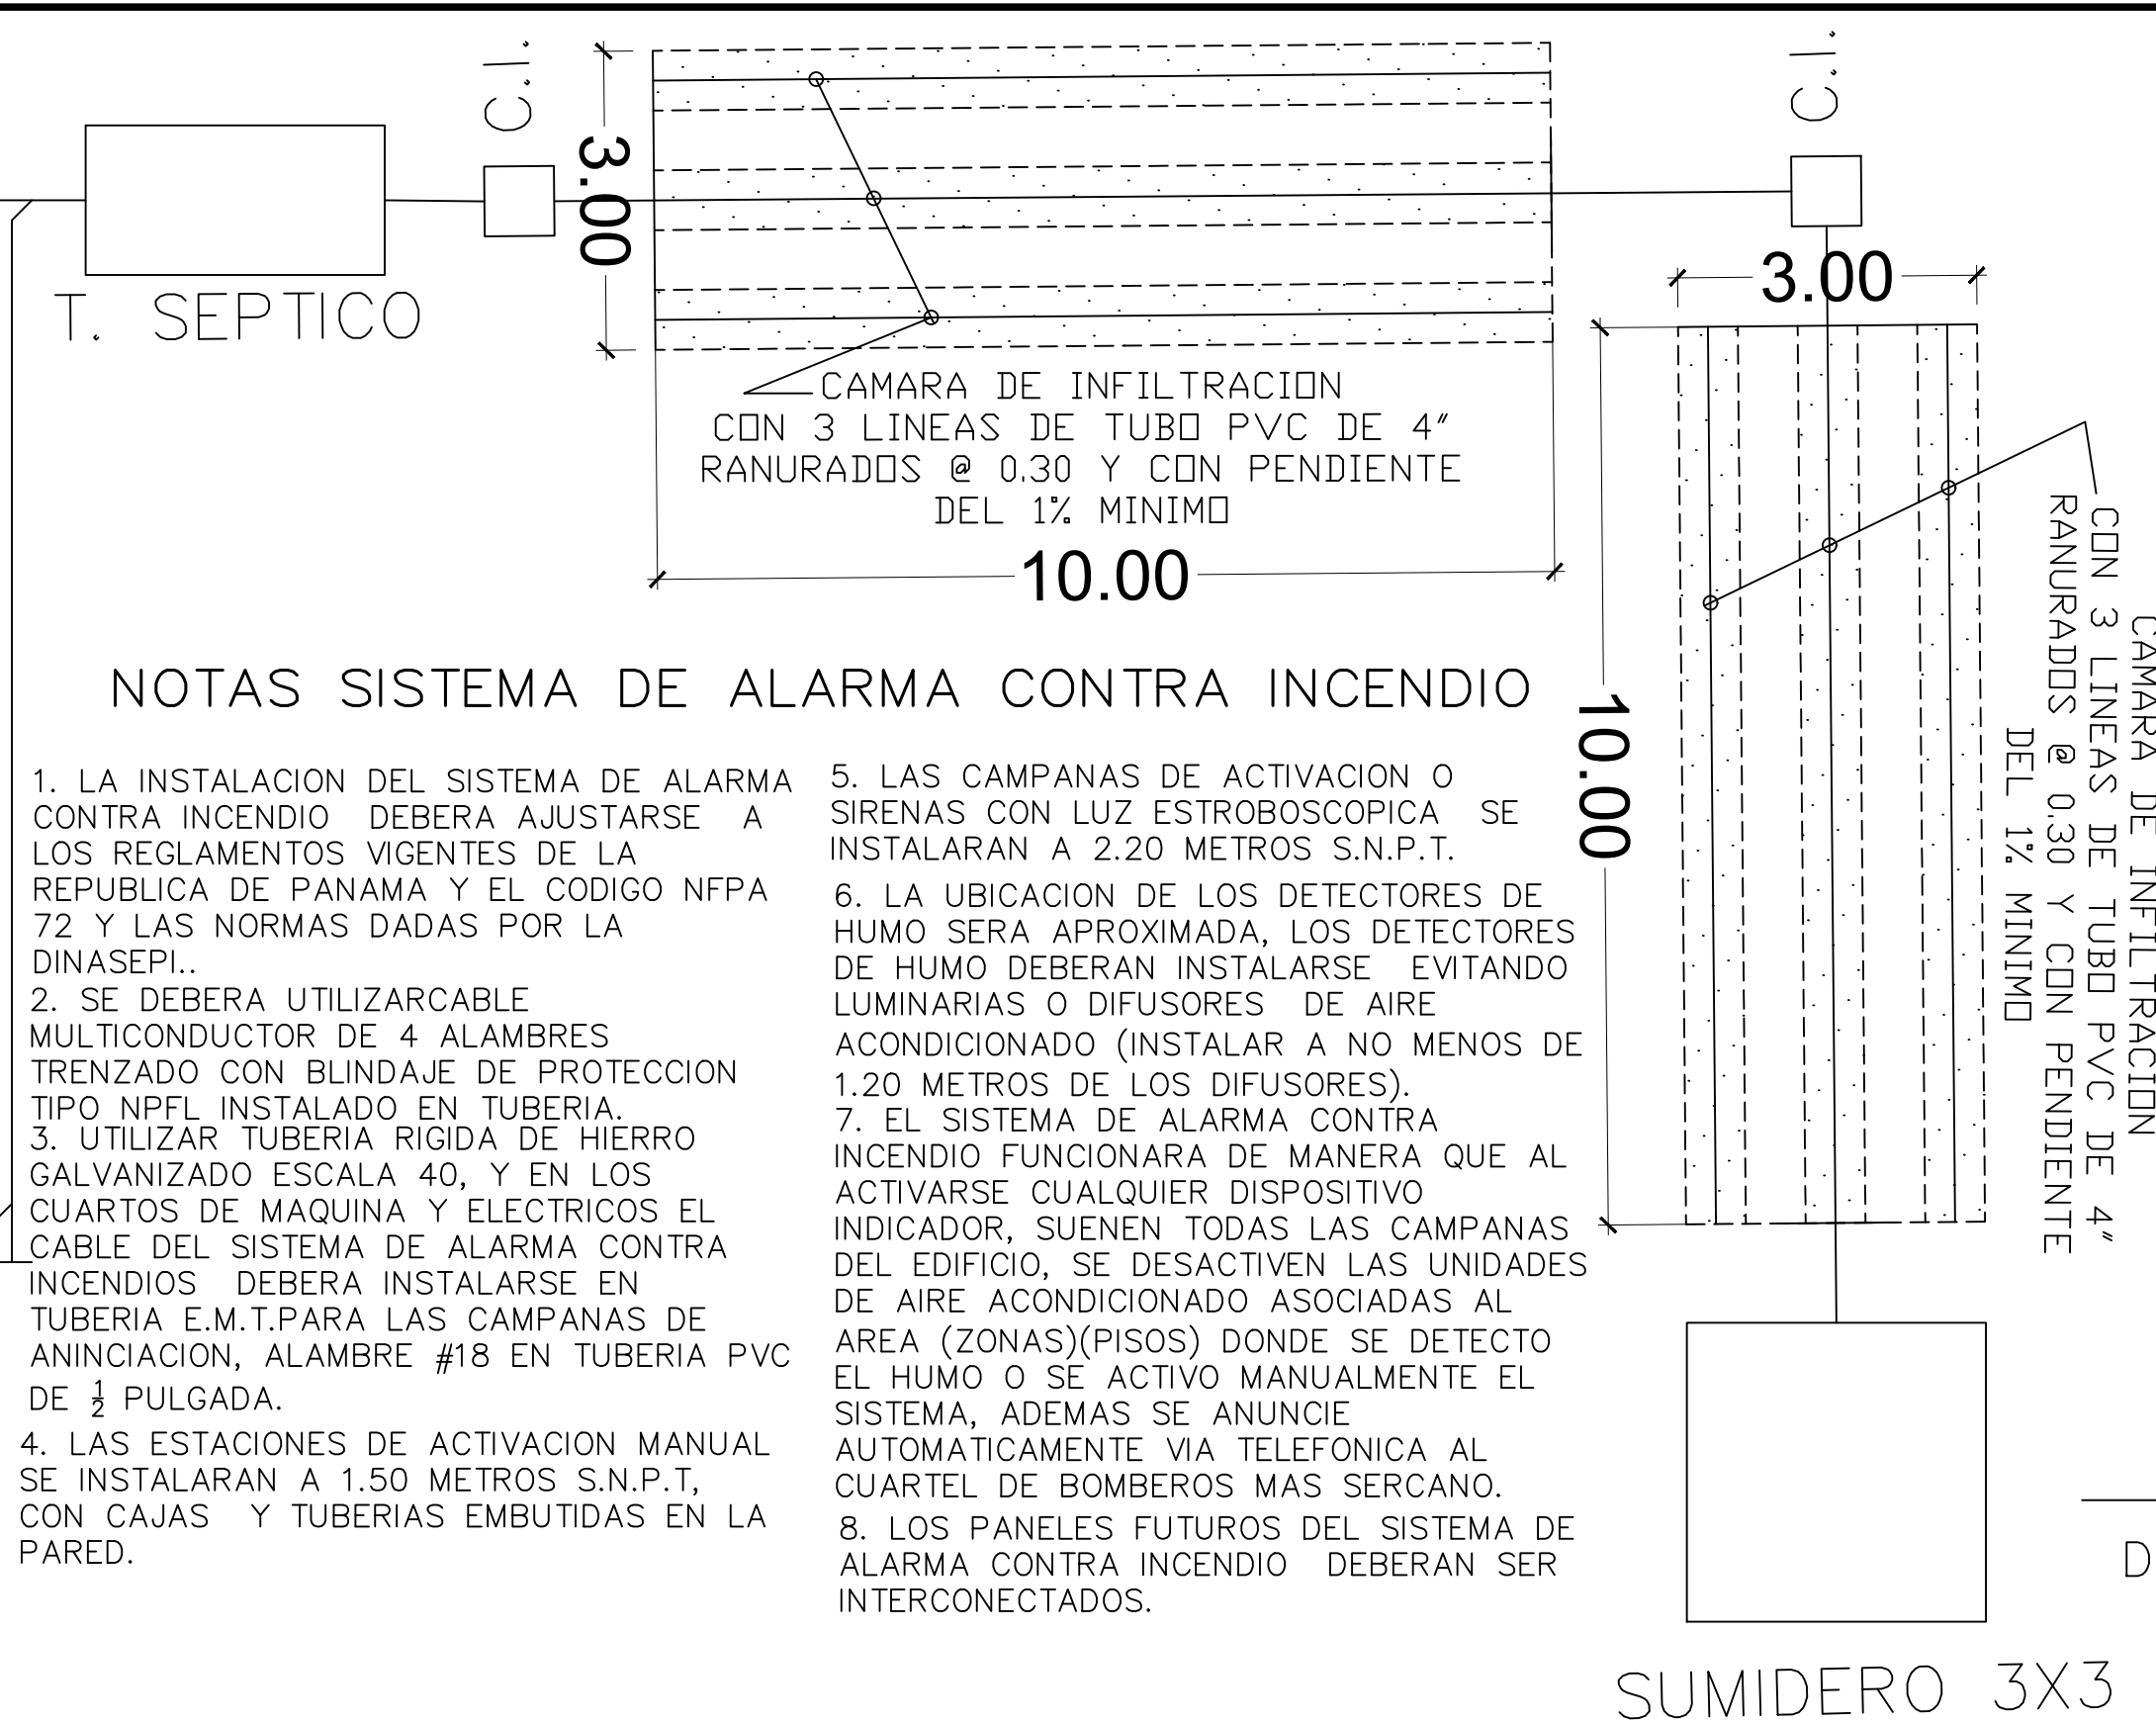 C.I.
C.I.
3.00
T. SEPTICO
CAMARA DE INFILTRACION
CON 3 LINEAS DE TUBO PVC DE 4"
RANURADOS @ 0.30 Y CON PENDIENTE
DEL 1% MINIMO
10.00
3.00
10.00
CAMARA DE INFILTRACION
CON 3 LINEAS DE TUBO PVC DE 4"
RANURADOS @ 0.30 Y CON PENDIENTE
DEL 1% MINIMO
NOTAS SISTEMA DE ALARMA CONTRA INCENDIO
1. LA INSTALACION DEL SISTEMA DE ALARMA
CONTRA INCENDIO DEBERA AJUSTARSE A
LOS REGLAMENTOS VIGENTES DE LA
REPUBLICA DE PANAMA Y EL CODIGO NFPA
72 Y LAS NORMAS DADAS POR LA
DINASEPI..
2. SE DEBERA UTILIZARCABLE
MULTICONDUCTOR DE 4 ALAMBRES
TRENZADO CON BLINDAJE DE PROTECCION
TIPO NPFL INSTALADO EN TUBERIA.
3. UTILIZAR TUBERIA RIGIDA DE HIERRO
GALVANIZADO ESCALA 40, Y EN LOS
CUARTOS DE MAQUINA Y ELECTRICOS EL
CABLE DEL SISTEMA DE ALARMA CONTRA
INCENDIOS DEBERA INSTALARSE EN
TUBERIA E.M.T.PARA LAS CAMPANAS DE
ANINCIACION, ALAMBRE #18 EN TUBERIA PVC
DE ½ PULGADA.
4. LAS ESTACIONES DE ACTIVACION MANUAL
SE INSTALARAN A 1.50 METROS S.N.P.T,
CON CAJAS Y TUBERIAS EMBUTIDAS EN LA
PARED.
5. LAS CAMPANAS DE ACTIVACION O
SIRENAS CON LUZ ESTROBOSCOPICA SE
INSTALARAN A 2.20 METROS S.N.P.T.
6. LA UBICACION DE LOS DETECTORES DE
HUMO SERA APROXIMADA, LOS DETECTORES
DE HUMO DEBERAN INSTALARSE EVITANDO
LUMINARIAS O DIFUSORES DE AIRE
ACONDICIONADO (INSTALAR A NO MENOS DE
1.20 METROS DE LOS DIFUSORES).
7. EL SISTEMA DE ALARMA CONTRA
INCENDIO FUNCIONARA DE MANERA QUE AL
ACTIVARSE CUALQUIER DISPOSITIVO
INDICADOR, SUENEN TODAS LAS CAMPANAS
DEL EDIFICIO, SE DESACTIVEN LAS UNIDADES
DE AIRE ACONDICIONADO ASOCIADAS AL
AREA (ZONAS)(PISOS) DONDE SE DETECTO
EL HUMO O SE ACTIVO MANUALMENTE EL
SISTEMA, ADEMAS SE ANUNCIE
AUTOMATICAMENTE VIA TELEFONICA AL
CUARTEL DE BOMBEROS MAS SERCANO.
8. LOS PANELES FUTUROS DEL SISTEMA DE
ALARMA CONTRA INCENDIO DEBERAN SER
INTERCONECTADOS.
D
SUMIDERO 3X3